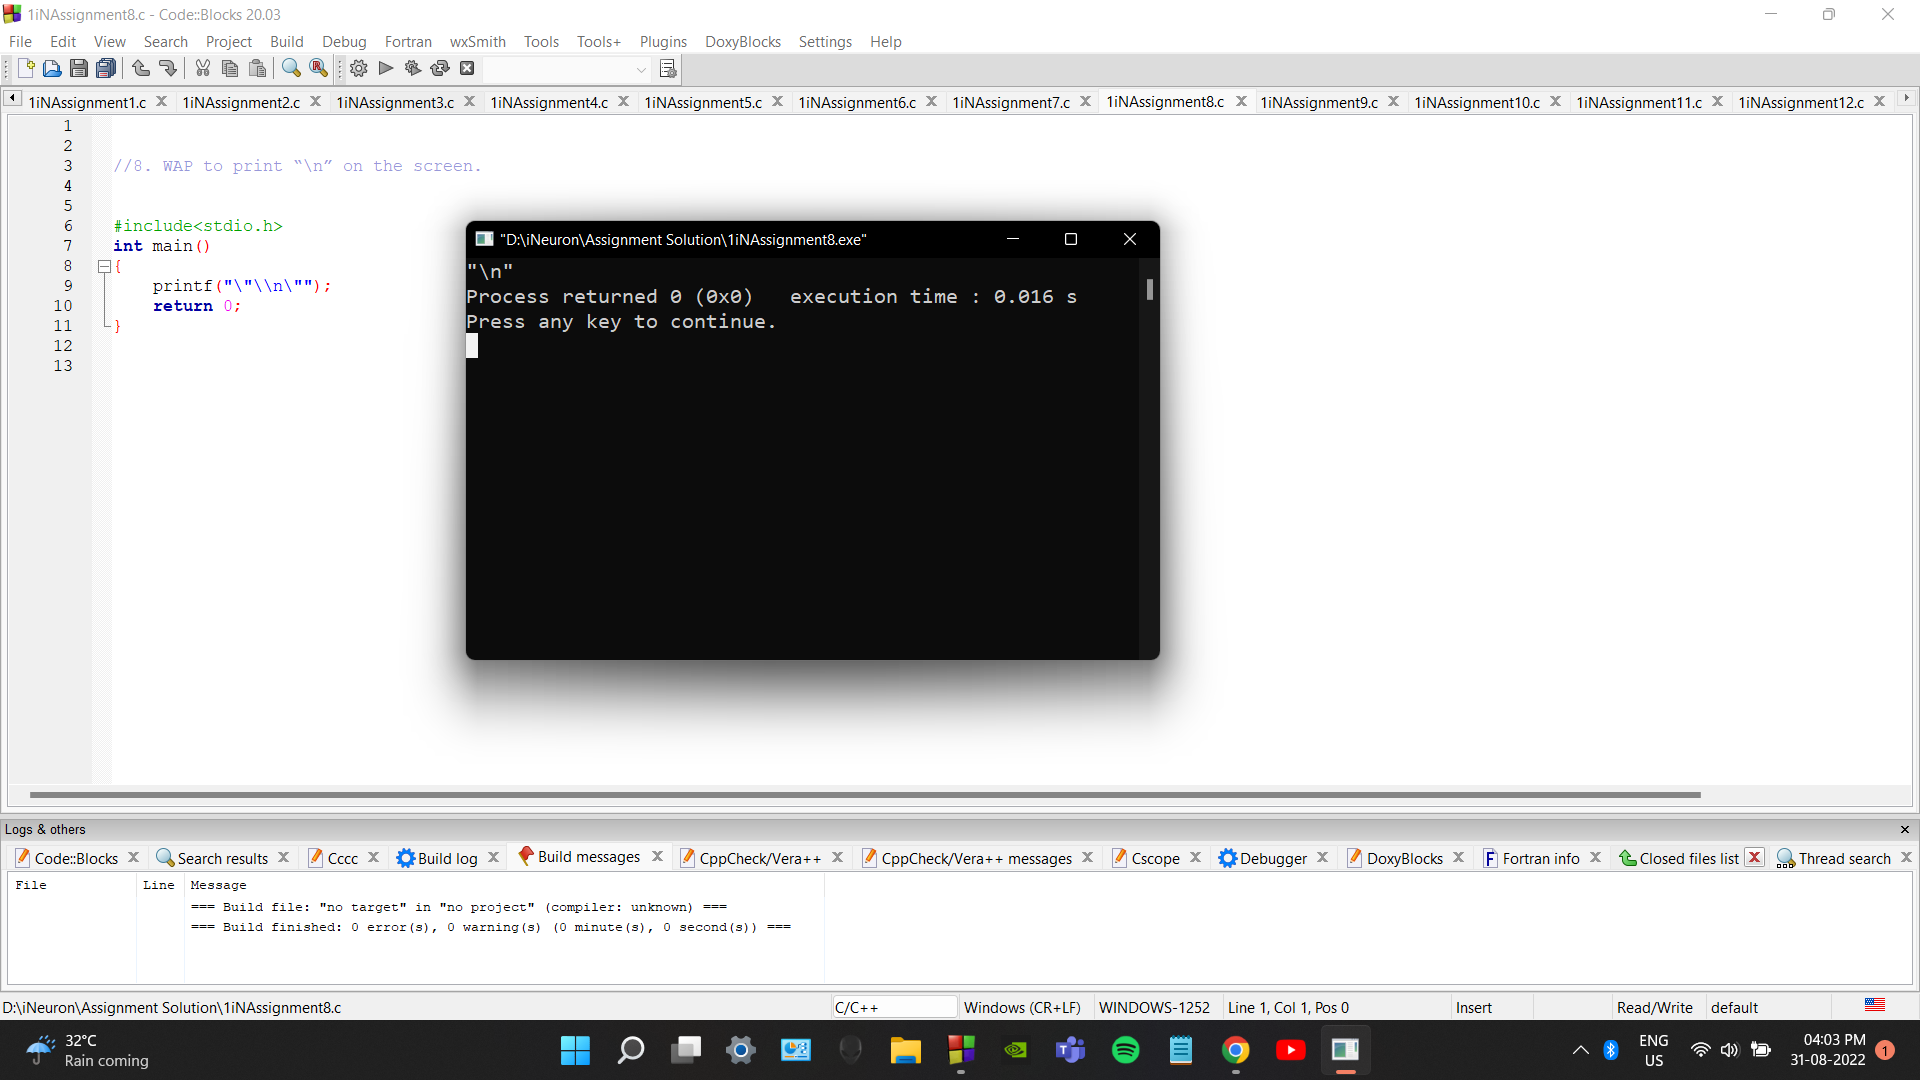 1iNAssignment8.c - Code::Blocks 20.03
File Edit View Search Project Build Debug Fortran wxSmith Tools Tools+ Plugins DoxyBlocks Settings Help
1iNAssignment1.c 1iNAssignment2.c 1iNAssignment3.c 1iNAssignment4.c 1iNAssignment5.c 1iNAssignment6.c 1iNAssignment7.c 1iNAssignment8.c 1iNAssignment9.c 1iNAssignment10.c 1iNAssignment11.c 1iNAssignment12.c
1
2
3 //8. WAP to print “\n” on the screen.
4
5
6 #include<stdio.h>
7 int main()
8 {
9 printf("\"\\n\"");
10 return 0;
11 }
12
13
"D:\iNeuron\Assignment Solution\1iNAssignment8.exe"
"\n"
Process returned 0 (0x0) execution time : 0.016 s
Press any key to continue.
Logs & others
Code::Blocks Search results Cccc Build log Build messages CppCheck/Vera++ CppCheck/Vera++ messages Cscope Debugger DoxyBlocks Fortran info Closed files list Thread search
File Line Message
=== Build file: "no target" in "no project" (compiler: unknown) ===
=== Build finished: 0 error(s), 0 warning(s) (0 minute(s), 0 second(s)) ===
D:\iNeuron\Assignment Solution\1iNAssignment8.c C/C++ Windows (CR+LF) WINDOWS-1252 Line 1, Col 1, Pos 0 Insert Read/Write default
32°C
Rain coming
ENG
US
04:03 PM
31-08-2022
1